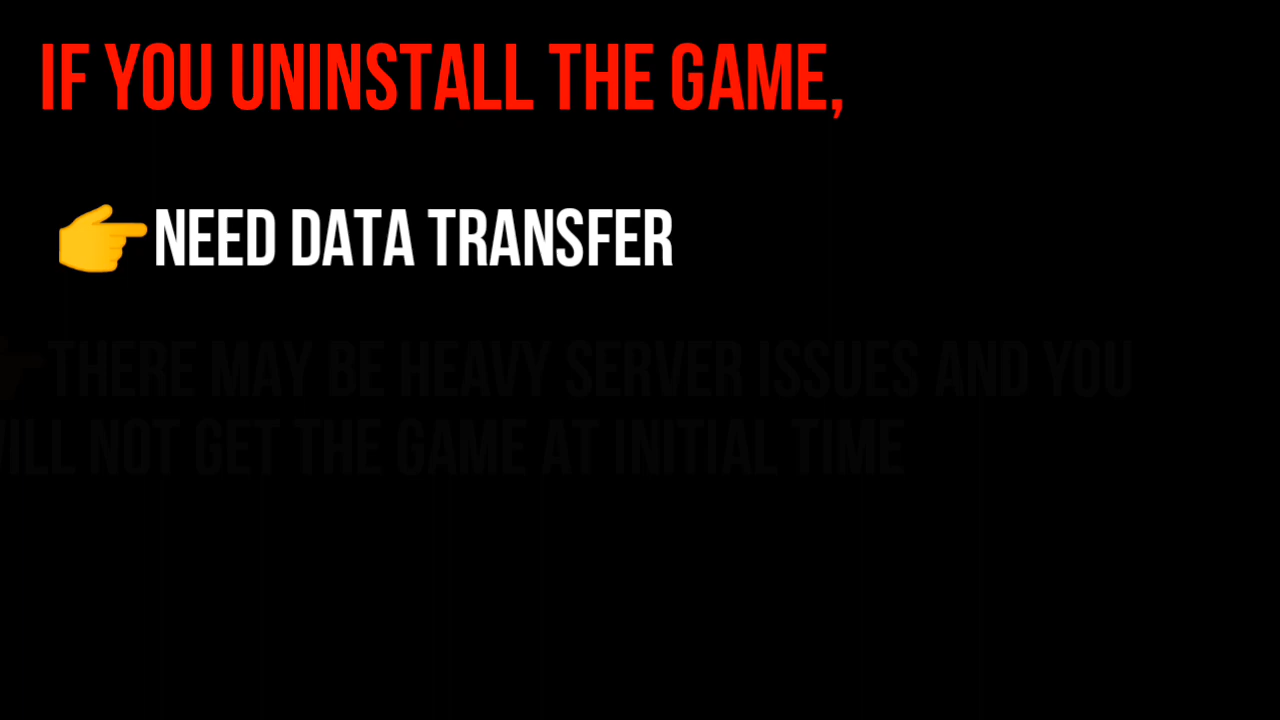 IF YOU UNINSTALL THE GAME,
👉NEED DATA TRANSFER
👉THERE MAY BE HEAVY SERVER ISSUES AND YOU
WILL NOT GET THE GAME AT INITIAL TIME